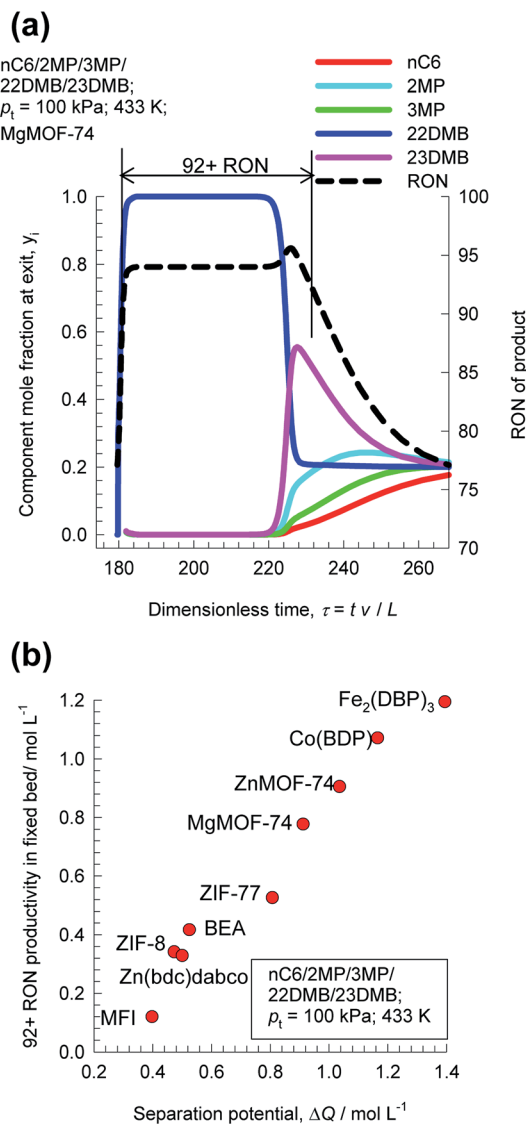 (a)
nC6/2MP/3MP/
22DMB/23DMB;
pt = 100 kPa; 433 K;
MgMOF-74
nC6
2MP
3MP
22DMB
23DMB
RON
92+ RON
Component mole fraction at exit, yi
1.0
0.8
0.6
0.4
0.2
0.0
100
95
90
85
80
75
70
RON of product
180 200 220 240 260
Dimensionless time, τ = t v / L
(b)
92+ RON productivity in fixed bed/ mol L-1
1.2
1.0
0.8
0.6
0.4
0.2
0.0
Fe2(DBP)3
Co(BDP)
ZnMOF-74
MgMOF-74
ZIF-77
BEA
ZIF-8
Zn(bdc)dabco
MFI
nC6/2MP/3MP/
22DMB/23DMB;
pt = 100 kPa; 433 K
0.2 0.4 0.6 0.8 1.0 1.2 1.4
Separation potential, ΔQ / mol L-1